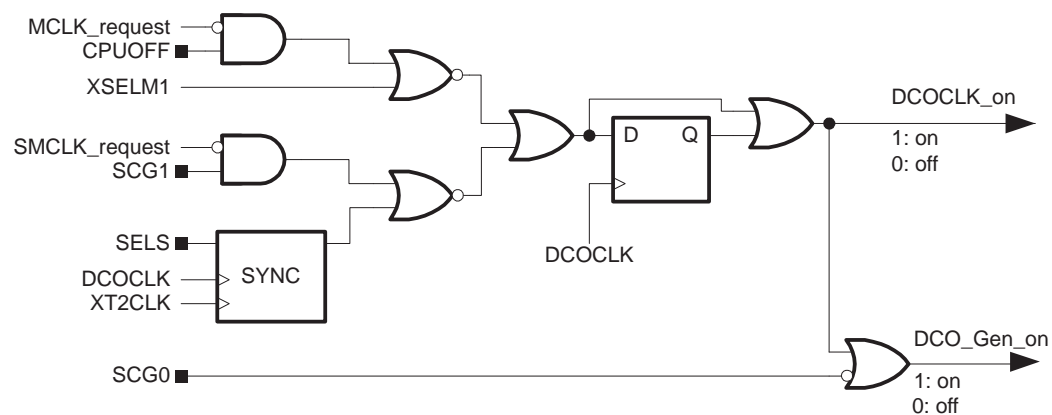 MCLK_request
CPUOFF
XSELM1
SMCLK_request
SCG1
SELS
DCOCLK
XT2CLK
SYNC
D Q
DCOCLK
DCOCLK_on
1: on
0: off
SCG0
DCO_Gen_on
1: on
0: off